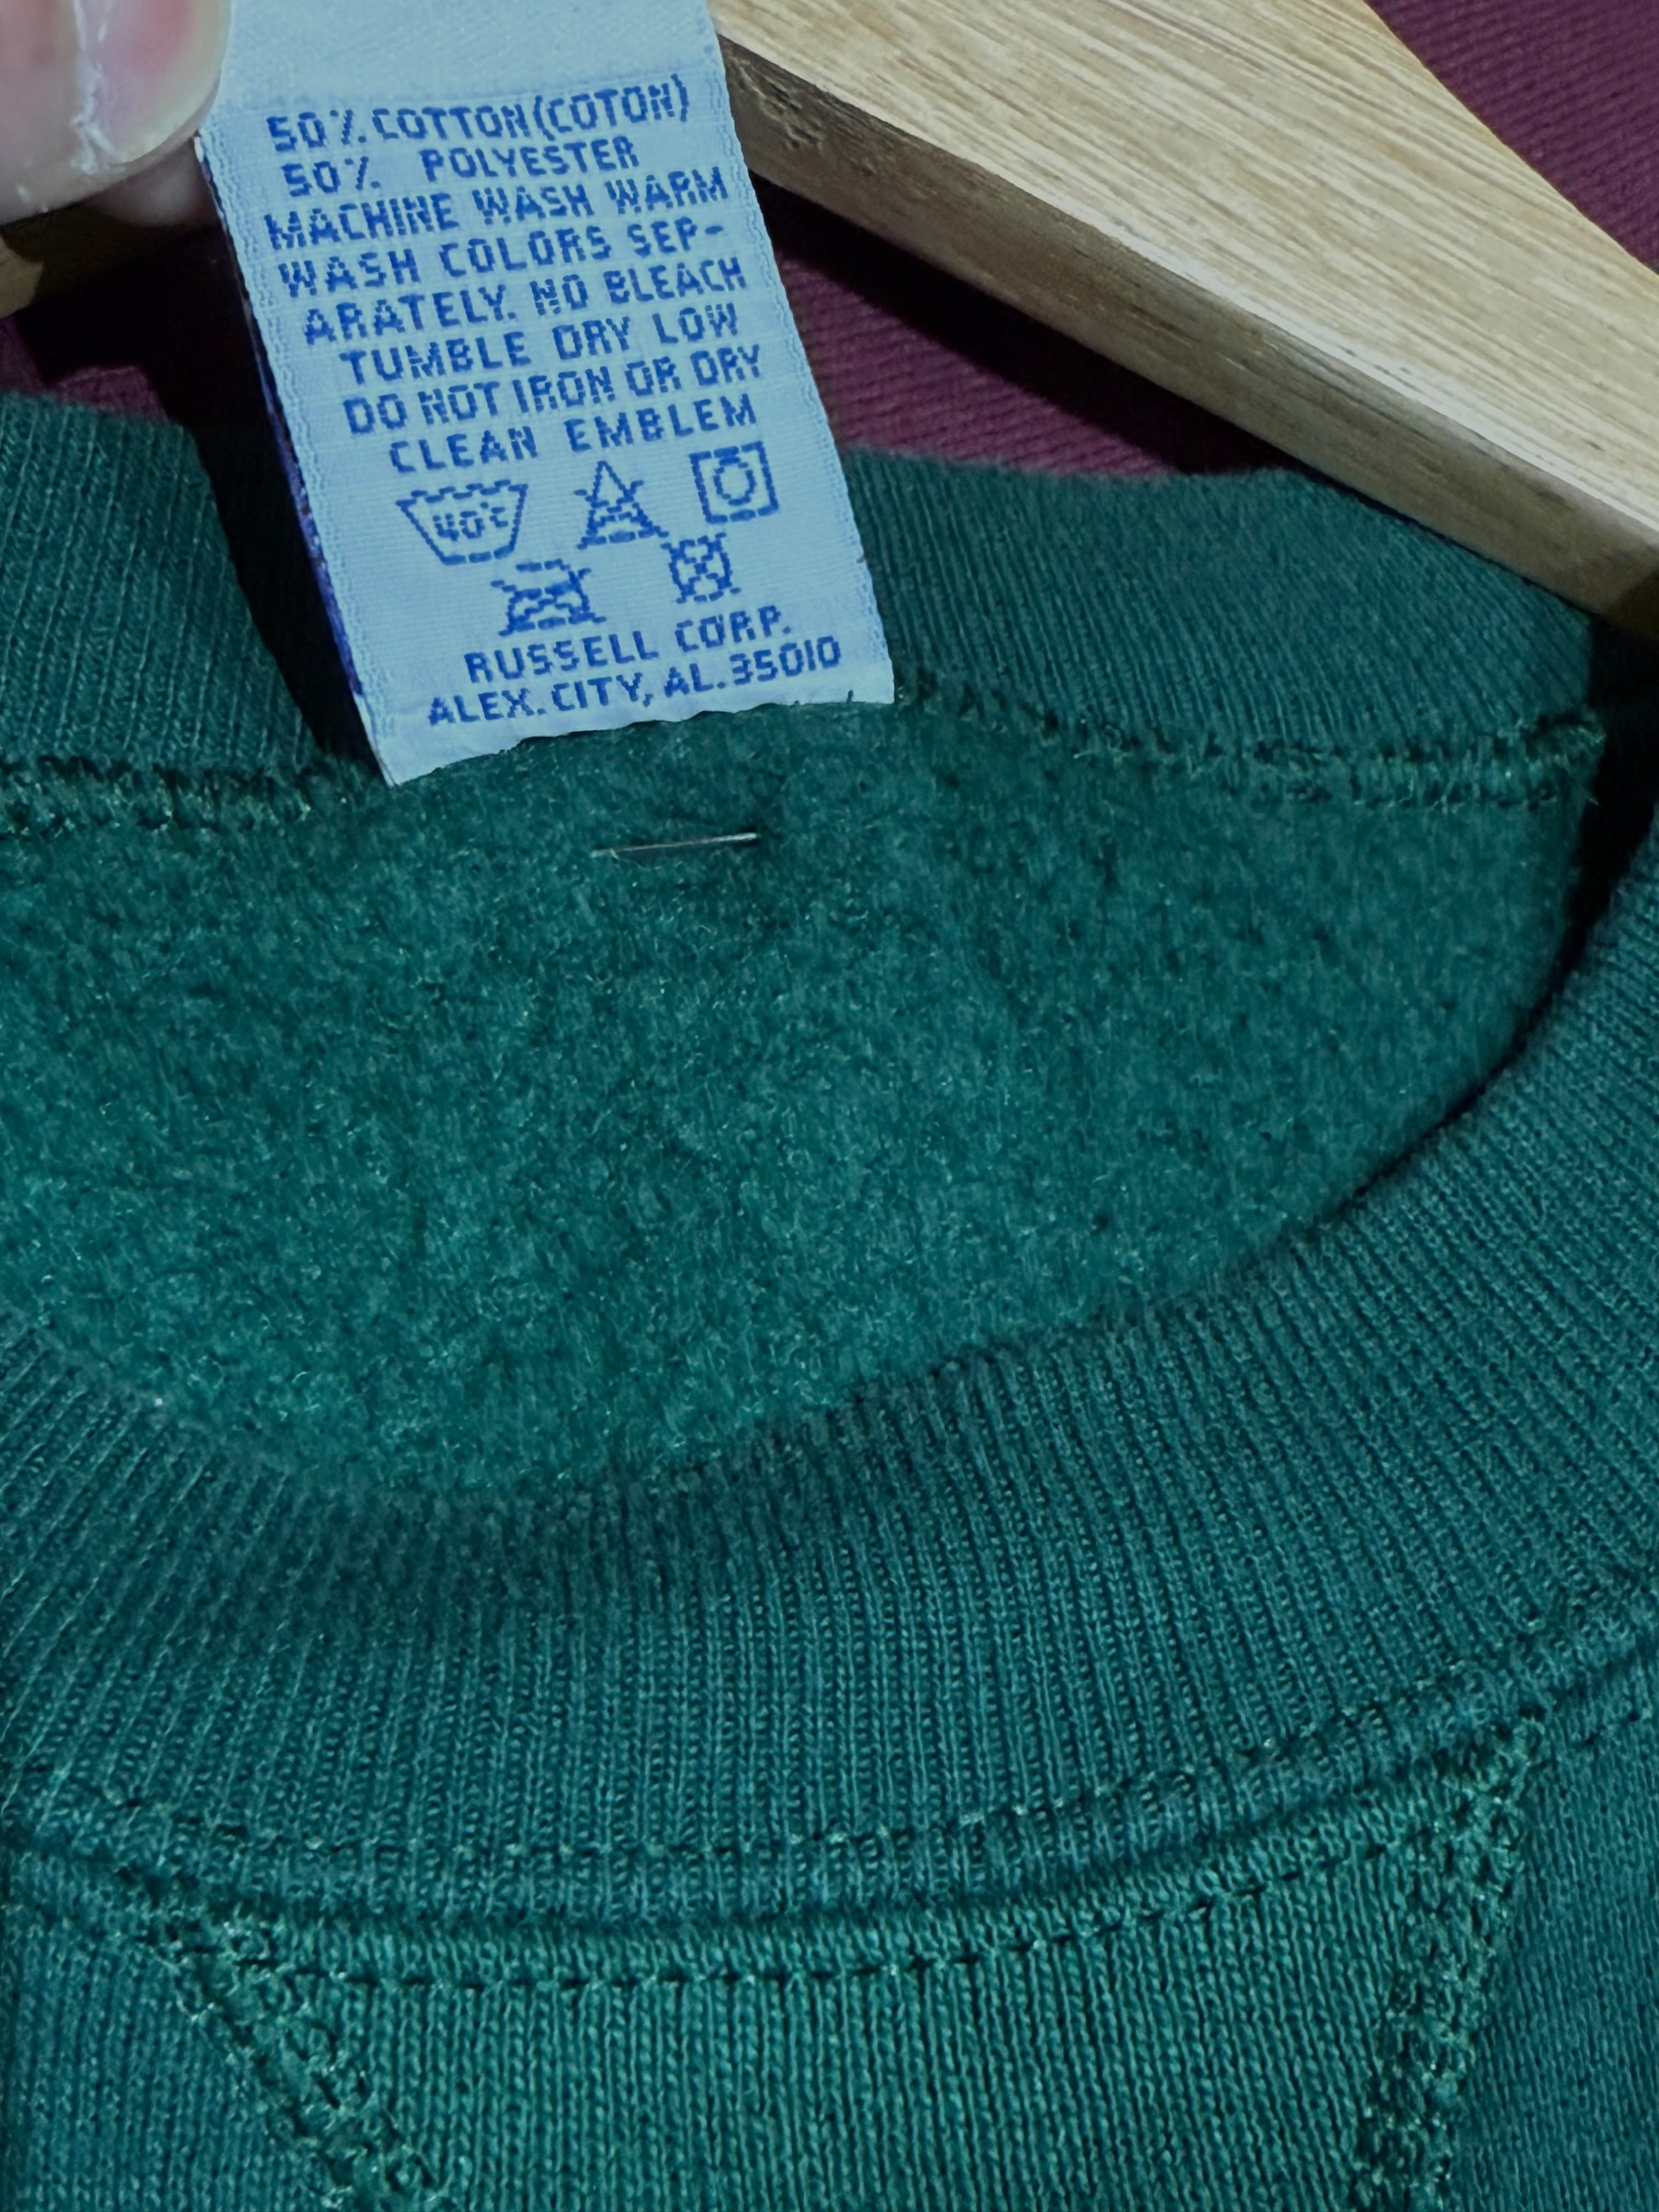 50% COTTON(COTON)
50% POLYESTER
MACHINE WASH WARM
WASH COLORS SEP-
ARATELY. NO BLEACH
TUMBLE DRY LOW
DO NOT IRON OR DRY
CLEAN EMBLEM
40°C
RUSSELL CORP.
ALEX. CITY, AL. 35010